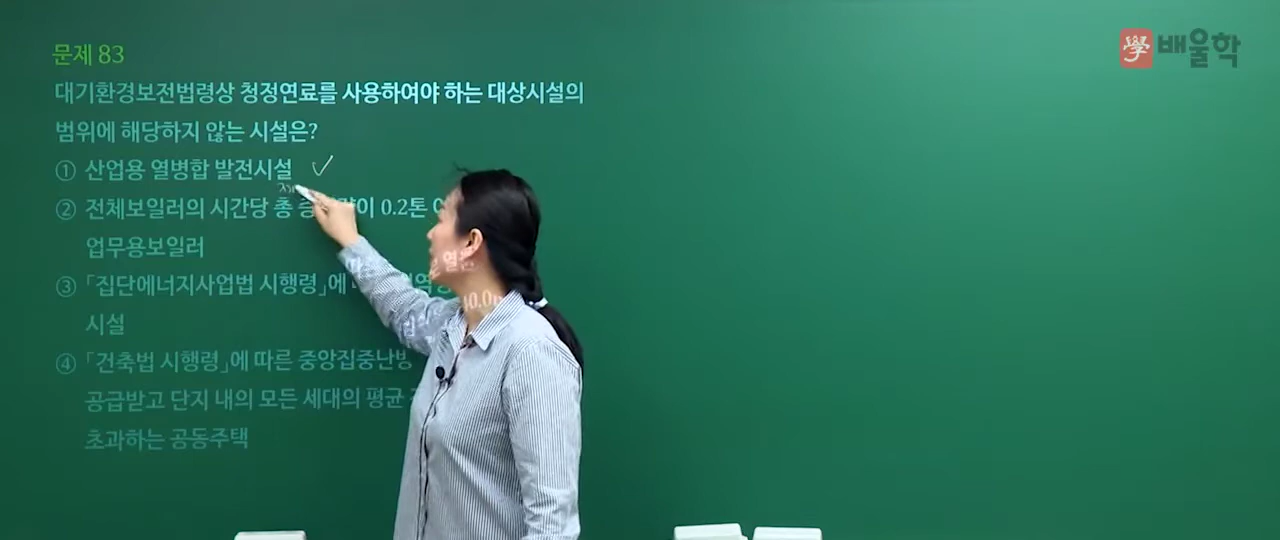 문제 83
學 배울학
대기환경보전법령상 청정연료를 사용하여야 하는 대상시설의
범위에 해당하지 않는 시설은?
① 산업용 열병합 발전시설
② 전체보일러의 시간당 총 0.2톤
업무용보일러
③ 「집단에너지사업법 시행령」에
시설
④ 「건축법 시행령」에 따른 중앙집중난방
공급받고 단지 내의 모든 세대의 평균
초과하는 공동주택